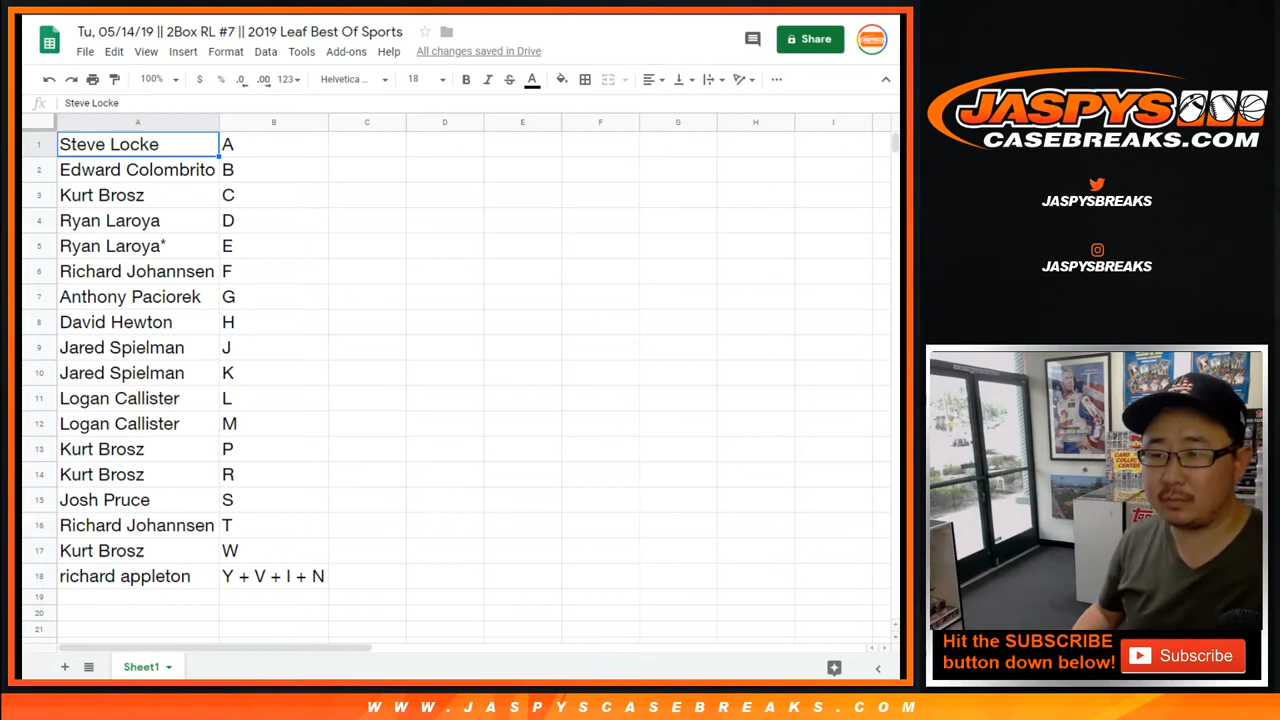 Tu, 05/14/19 || 2Box RL #7 || 2019 Leaf Best Of Sports
File Edit View Insert Format Data Tools Add-ons Help All changes saved in Drive
Share
100% $ % .0 .00 123 Helvetica ... 18 B I S A
fx Steve Locke
A B C D E F G H I
1 Steve Locke A
2 Edward Colombrito B
3 Kurt Brosz C
4 Ryan Laroya D
5 Ryan Laroya* E
6 Richard Johannsen F
7 Anthony Paciorek G
8 David Hewton H
9 Jared Spielman J
10 Jared Spielman K
11 Logan Callister L
12 Logan Callister M
13 Kurt Brosz P
14 Kurt Brosz R
15 Josh Pruce S
16 Richard Johannsen T
17 Kurt Brosz W
18 richard appleton Y + V + I + N
19
20
21
Sheet1
JASPYS
CASEBREAKS.COM
JASPYSBREAKS
JASPYSBREAKS
CARD
COLLECT
CENTER
topps
Hit the SUBSCRIBE
button down below!
Subscribe
WWW.JASPYSCASEBREAKS.COM